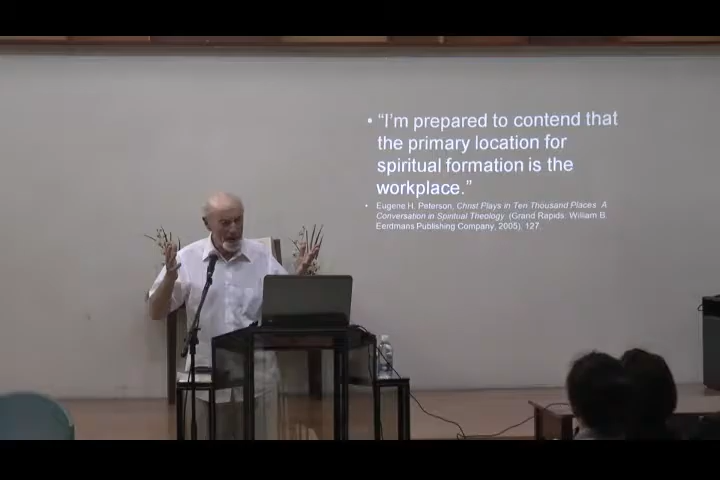 • “I’m prepared to contend that
the primary location for
spiritual formation is the
workplace.”
• Eugene H. Peterson, Christ Plays in Ten Thousand Places. A
Conversation in Spiritual Theology (Grand Rapids: William B.
Eerdmans Publishing Company, 2005), 127.